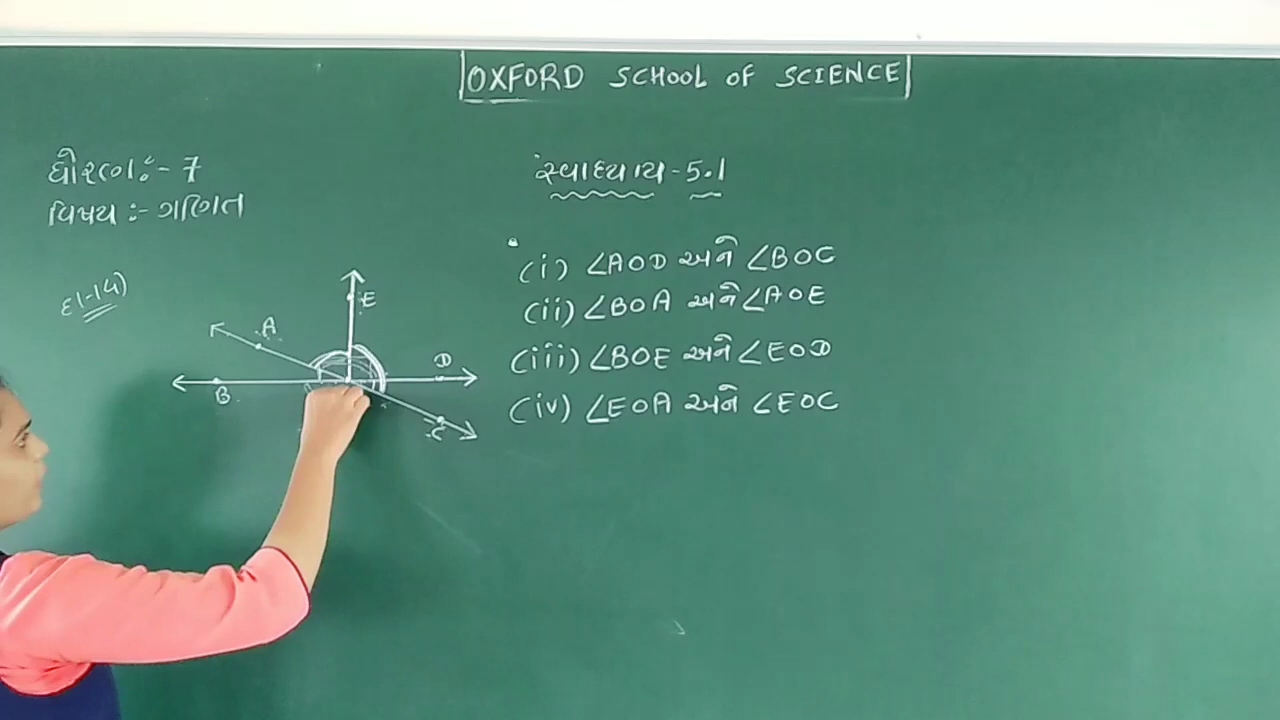 OXFORD SCHOOL OF SCIENCE
ધોરણ :- 7
વિષય :- ગણિત
સ્વાધ્યાય - 5.1
દા-14)
A
E
B
D
C
(i) ∠AOD અને ∠BOC
(ii) ∠BOA અને ∠AOE
(iii) ∠BOE અને ∠EOD
(iv) ∠EOA અને ∠EOC